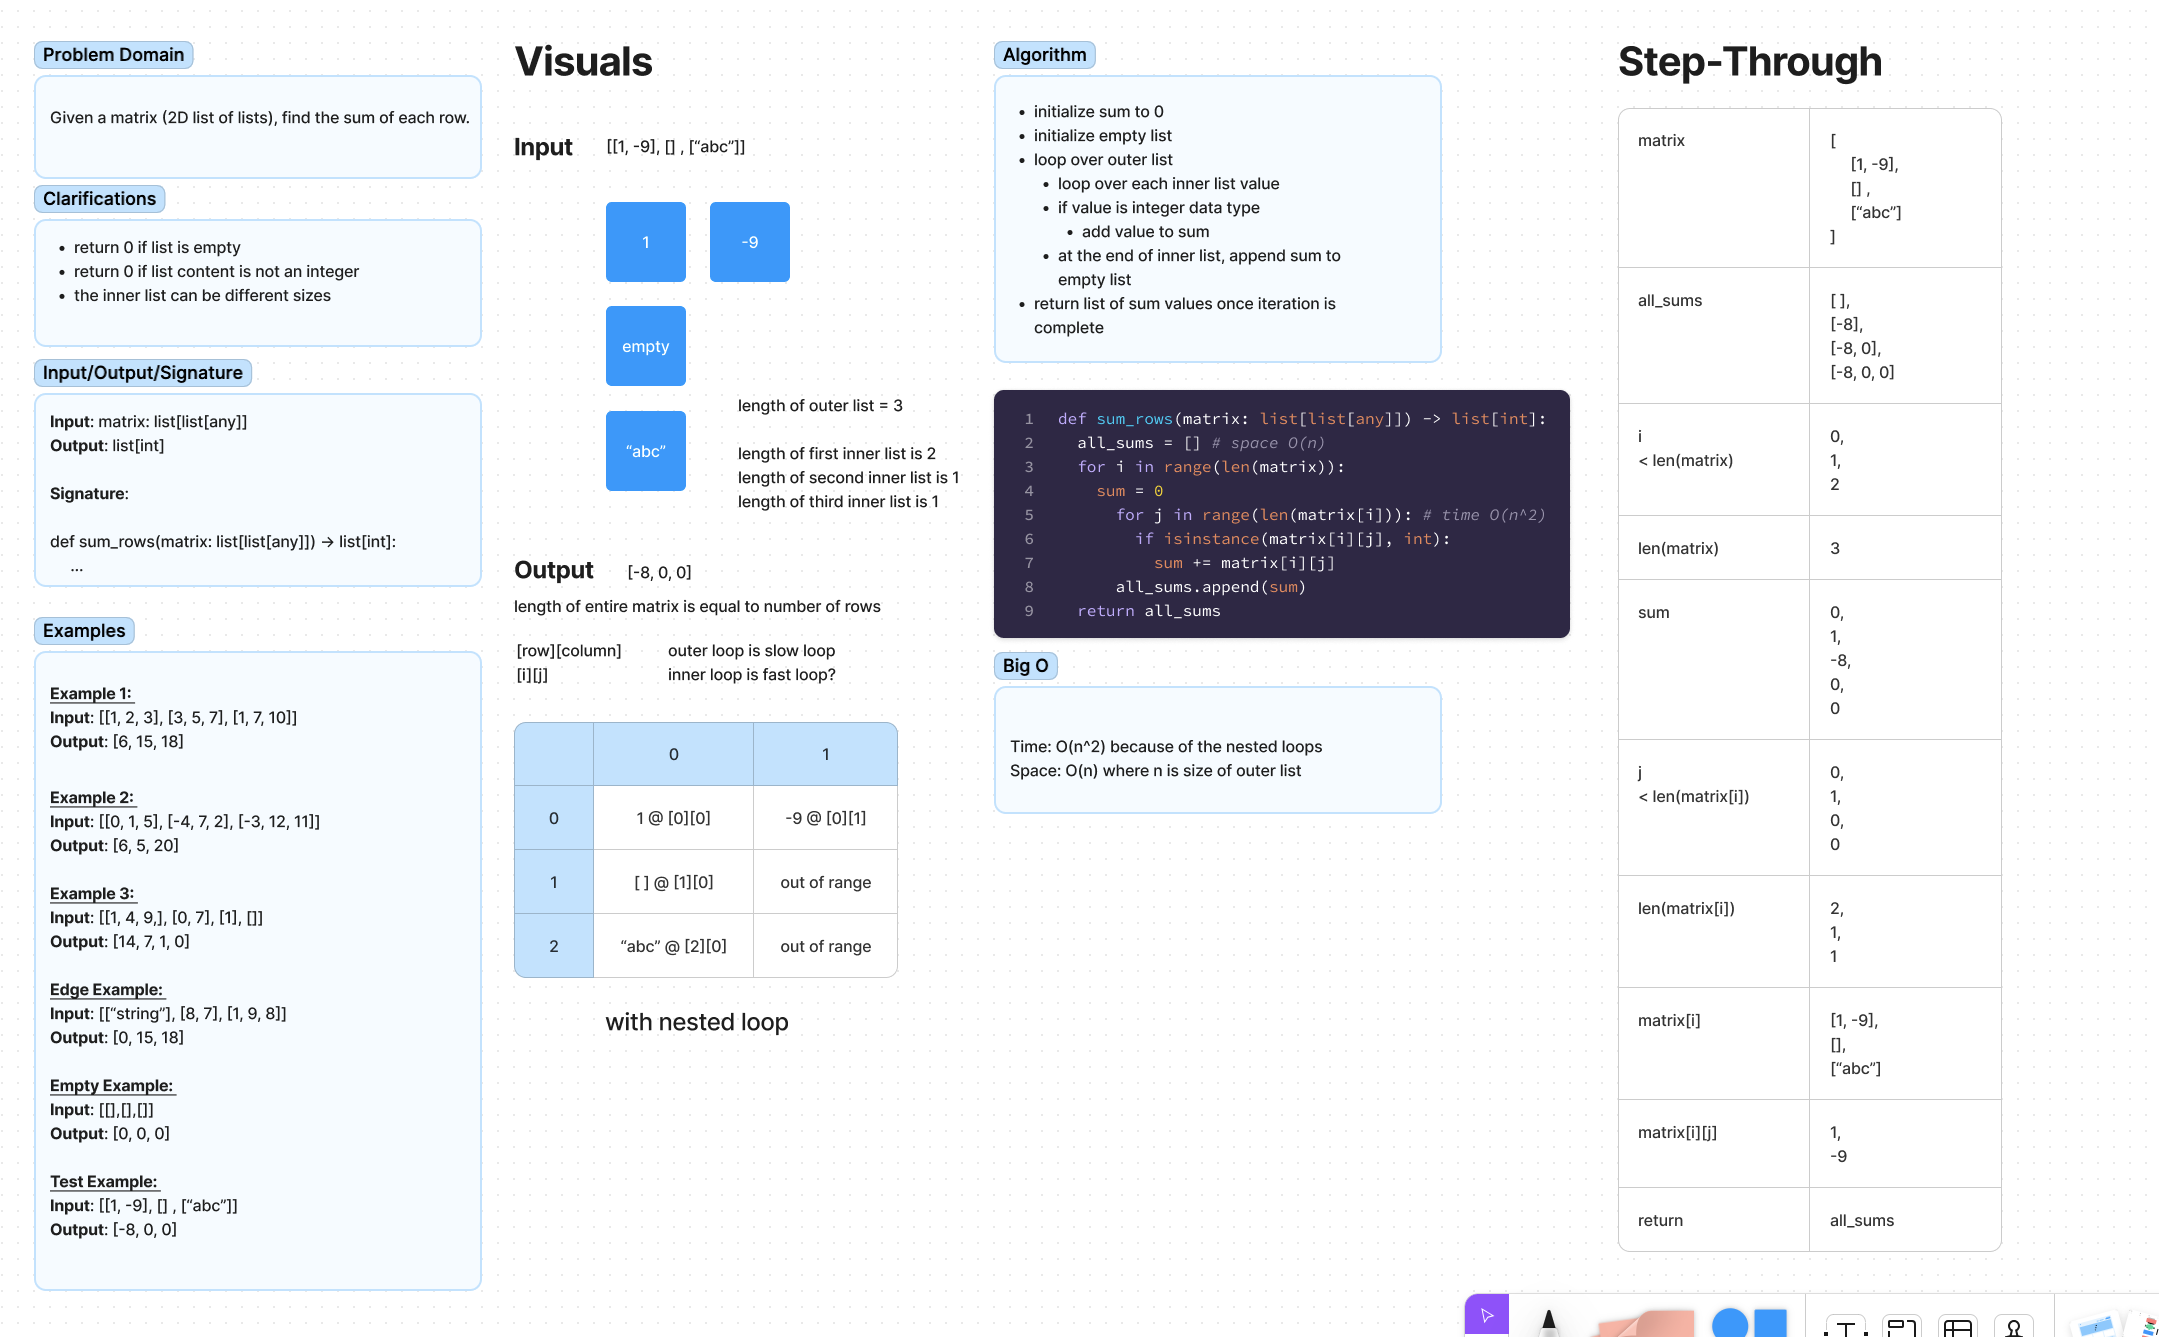 Problem Domain
Given a matrix (2D list of lists), find the sum of each row.
Clarifications
• return 0 if list is empty
• return 0 if list content is not an integer
• the inner list can be different sizes
Input/Output/Signature
Input: matrix: list[list[any]]
Output: list[int]
Signature:
def sum_rows(matrix: list[list[any]]) → list[int]:
...
Examples
Example 1:
Input: [[1, 2, 3], [3, 5, 7], [1, 7, 10]]
Output: [6, 15, 18]
Example 2:
Input: [[0, 1, 5], [-4, 7, 2], [-3, 12, 11]]
Output: [6, 5, 20]
Example 3:
Input: [[1, 4, 9,], [0, 7], [1], []]
Output: [14, 7, 1, 0]
Edge Example:
Input: [[“string”], [8, 7], [1, 9, 8]]
Output: [0, 15, 18]
Empty Example:
Input: [[],[],[]]
Output: [0, 0, 0]
Test Example:
Input: [[1, -9], [] , [“abc”]]
Output: [-8, 0, 0]
Visuals
Input [[1, -9], [] , [“abc”]]
1 -9
empty
“abc”
length of outer list = 3
length of first inner list is 2
length of second inner list is 1
length of third inner list is 1
Output [-8, 0, 0]
length of entire matrix is equal to number of rows
[row][column] outer loop is slow loop
[i][j] inner loop is fast loop?
0 1
0 1 @ [0][0] -9 @ [0][1]
1 [ ] @ [1][0] out of range
2 “abc” @ [2][0] out of range
with nested loop
Algorithm
• initialize sum to 0
• initialize empty list
• loop over outer list
• loop over each inner list value
• if value is integer data type
• add value to sum
• at the end of inner list, append sum to
empty list
• return list of sum values once iteration is
complete
1 def sum_rows(matrix: list[list[any]]) -> list[int]:
2 all_sums = [] # space O(n)
3 for i in range(len(matrix)):
4 sum = 0
5 for j in range(len(matrix[i])): # time O(n^2)
6 if isinstance(matrix[i][j], int):
7 sum += matrix[i][j]
8 all_sums.append(sum)
9 return all_sums
Big O
Time: O(n^2) because of the nested loops
Space: O(n) where n is size of outer list
Step-Through
matrix [
[1, -9],
[] ,
[“abc”]
]
all_sums [ ],
[-8],
[-8, 0],
[-8, 0, 0]
i 0,
< len(matrix) 1,
2
len(matrix) 3
sum 0,
1,
-8,
0,
0
j 0,
< len(matrix[i]) 1,
0,
0
len(matrix[i]) 2,
1,
1
matrix[i] [1, -9],
[],
[“abc”]
matrix[i][j] 1,
-9
return all_sums